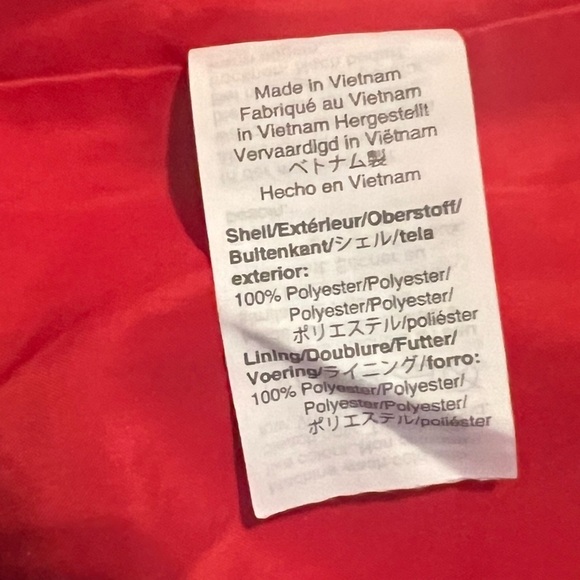 Made in Vietnam
Fabriqué au Vietnam
in Vietnam Hergestellt
Vervaardigd in Viëtnam
ベトナム製
Hecho en Vietnam
Shell/Extérieur/Oberstoff/
Buitenkant/シェル/tela
exterior:
100% Polyester/Polyester/
Polyester/Polyester/
ポリエステル/poliéster
Lining/Doublure/Futter/
Voering/ライニング/forro:
100% Polyester/Polyester/
Polyester/Polyester/
ポリエステル/poliéster